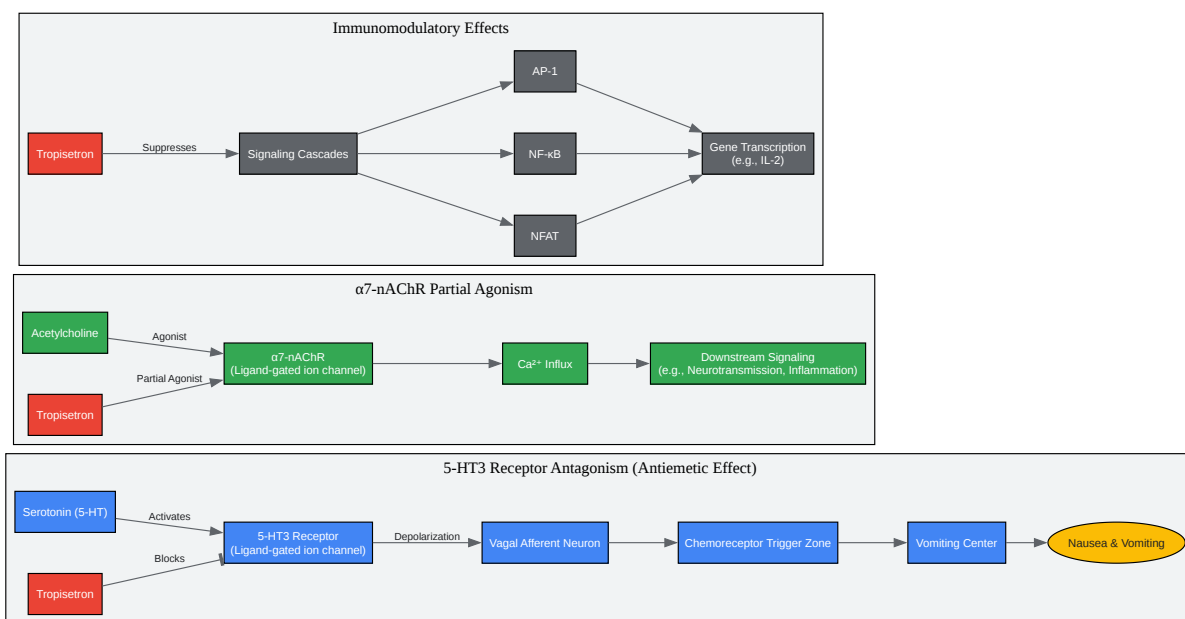 Immunomodulatory Effects
AP-1
Tropisetron
Suppresses
Signaling Cascades
NF-κB
Gene Transcription
(e.g., IL-2)
NFAT
α7-nAChR Partial Agonism
Acetylcholine
Agonist
α7-nAChR
(Ligand-gated ion channel)
Ca²⁺ Influx
Downstream Signaling
(e.g., Neurotransmission, Inflammation)
Partial Agonist
Tropisetron
5-HT3 Receptor Antagonism (Antiemetic Effect)
Serotonin (5-HT)
Activates
5-HT3 Receptor
(Ligand-gated ion channel)
Depolarization
Vagal Afferent Neuron
Chemoreceptor Trigger Zone
Vomiting Center
Nausea & Vomiting
Blocks
Tropisetron